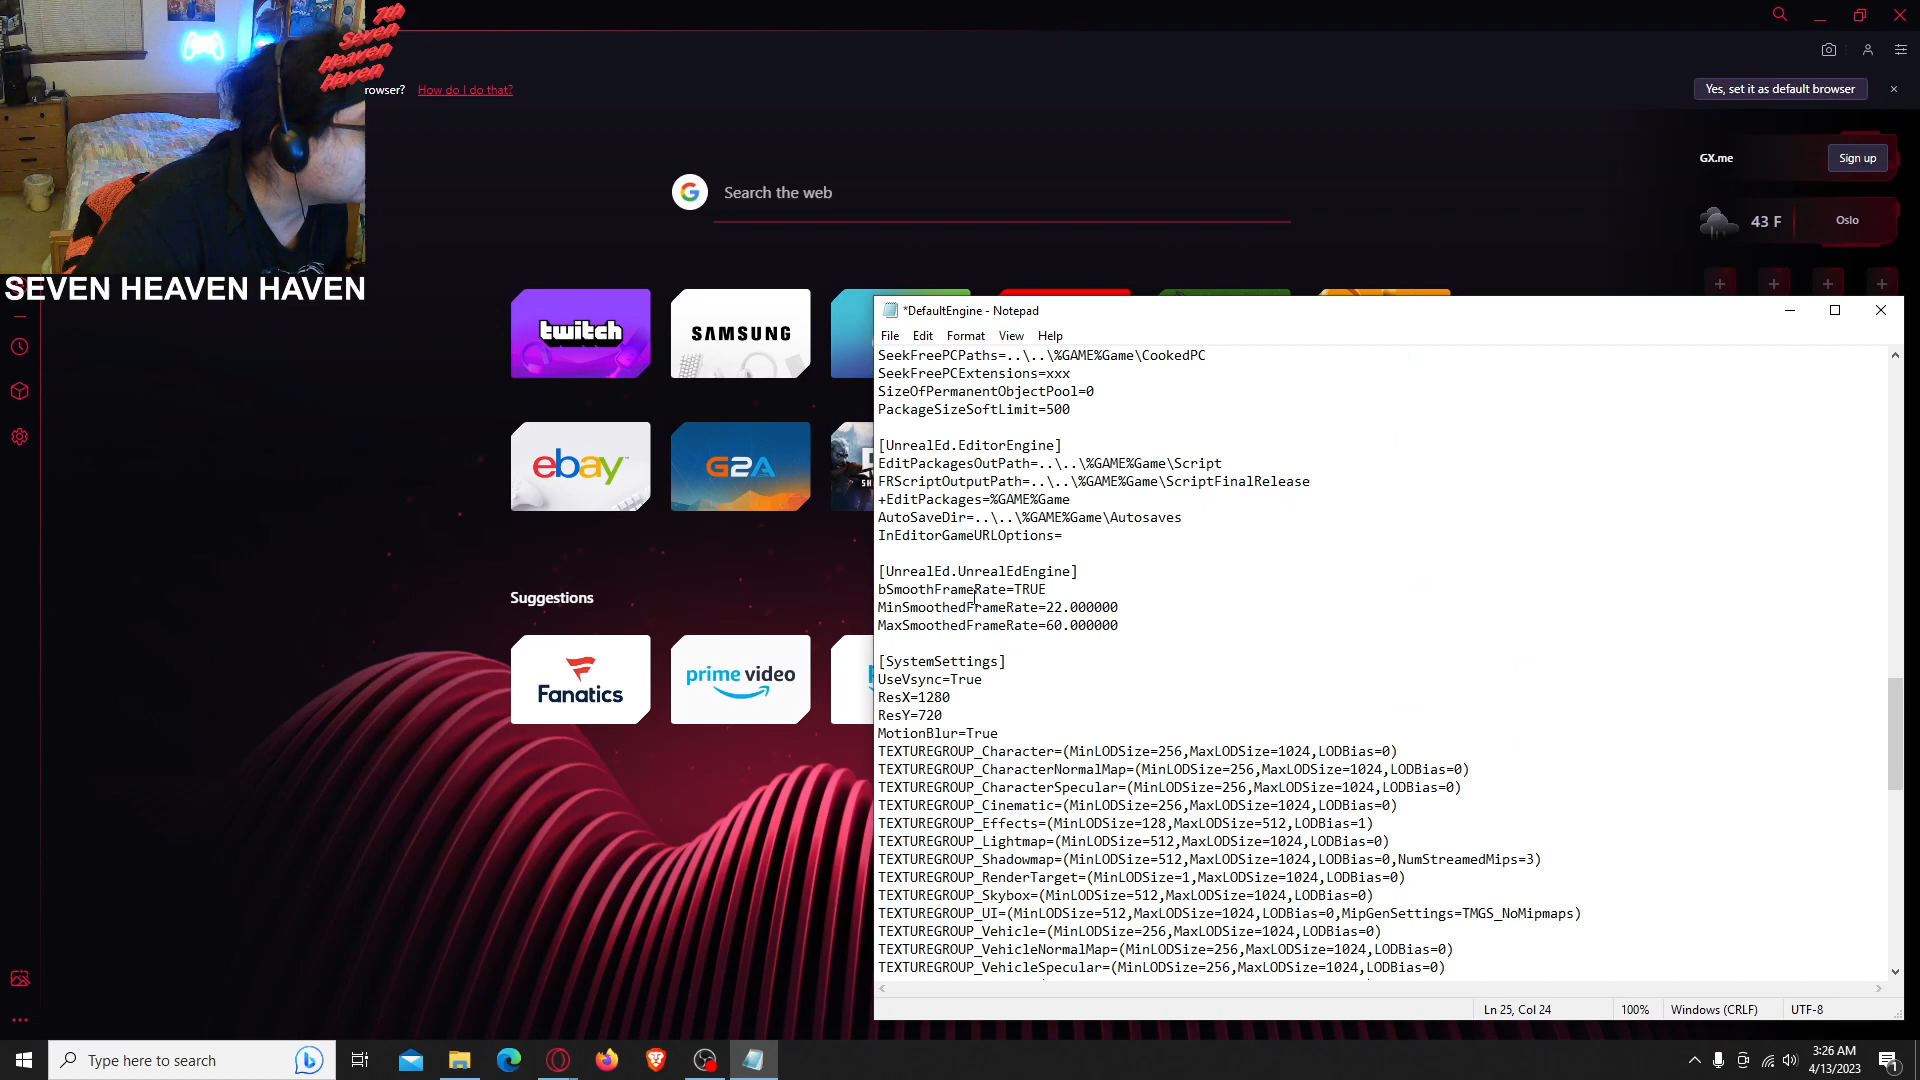 7th
Seven
Heaven
Haven
rowser? How do I do that?
Yes, set it as default browser
GX.me
Sign up
Search the web
43 F
Oslo
SEVEN HEAVEN HAVEN
twitch
SAMSUNG
ebay
G2A
Suggestions
Fanatics
prime video
*DefaultEngine - Notepad
File Edit Format View Help
SeekFreePCPaths=..\..\%GAME%Game\CookedPC
SeekFreePCExtensions=xxx
SizeOfPermanentObjectPool=0
PackageSizeSoftLimit=500
[UnrealEd.EditorEngine]
EditPackagesOutPath=..\..\%GAME%Game\Script
FRScriptOutputPath=..\..\%GAME%Game\ScriptFinalRelease
+EditPackages=%GAME%Game
AutoSaveDir=..\..\%GAME%Game\Autosaves
InEditorGameURLOptions=
[UnrealEd.UnrealEdEngine]
bSmoothFrameRate=TRUE
MinSmoothedFrameRate=22.000000
MaxSmoothedFrameRate=60.000000
[SystemSettings]
UseVsync=True
ResX=1280
ResY=720
MotionBlur=True
TEXTUREGROUP_Character=(MinLODSize=256,MaxLODSize=1024,LODBias=0)
TEXTUREGROUP_CharacterNormalMap=(MinLODSize=256,MaxLODSize=1024,LODBias=0)
TEXTUREGROUP_CharacterSpecular=(MinLODSize=256,MaxLODSize=1024,LODBias=0)
TEXTUREGROUP_Cinematic=(MinLODSize=256,MaxLODSize=1024,LODBias=0)
TEXTUREGROUP_Effects=(MinLODSize=128,MaxLODSize=512,LODBias=1)
TEXTUREGROUP_Lightmap=(MinLODSize=512,MaxLODSize=1024,LODBias=0)
TEXTUREGROUP_Shadowmap=(MinLODSize=512,MaxLODSize=1024,LODBias=0,NumStreamedMips=3)
TEXTUREGROUP_RenderTarget=(MinLODSize=1,MaxLODSize=1024,LODBias=0)
TEXTUREGROUP_Skybox=(MinLODSize=512,MaxLODSize=1024,LODBias=0)
TEXTUREGROUP_UI=(MinLODSize=512,MaxLODSize=1024,LODBias=0,MipGenSettings=TMGS_NoMipmaps)
TEXTUREGROUP_Vehicle=(MinLODSize=256,MaxLODSize=1024,LODBias=0)
TEXTUREGROUP_VehicleNormalMap=(MinLODSize=256,MaxLODSize=1024,LODBias=0)
TEXTUREGROUP_VehicleSpecular=(MinLODSize=256,MaxLODSize=1024,LODBias=0)
Ln 25, Col 24
100%
Windows (CRLF)
UTF-8
Type here to search
3:26 AM
4/13/2023
1